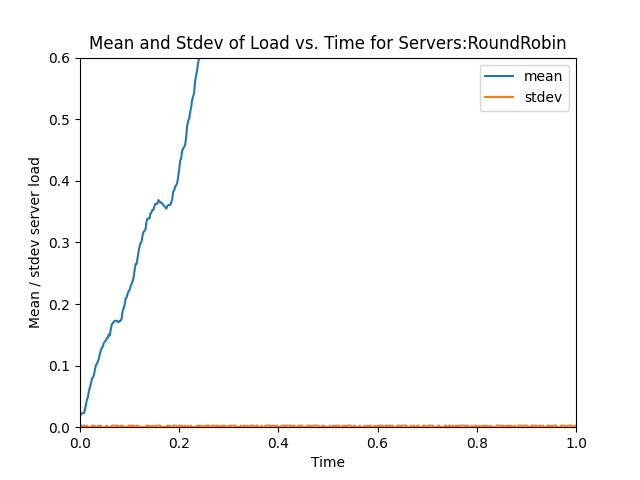 Mean and Stdev of Load vs. Time for Servers:RoundRobin
mean
stdev
Mean / stdev server load
0.6
0.5
0.4
0.3
0.2
0.1
0.0
0.0 0.2 0.4 0.6 0.8 1.0
Time